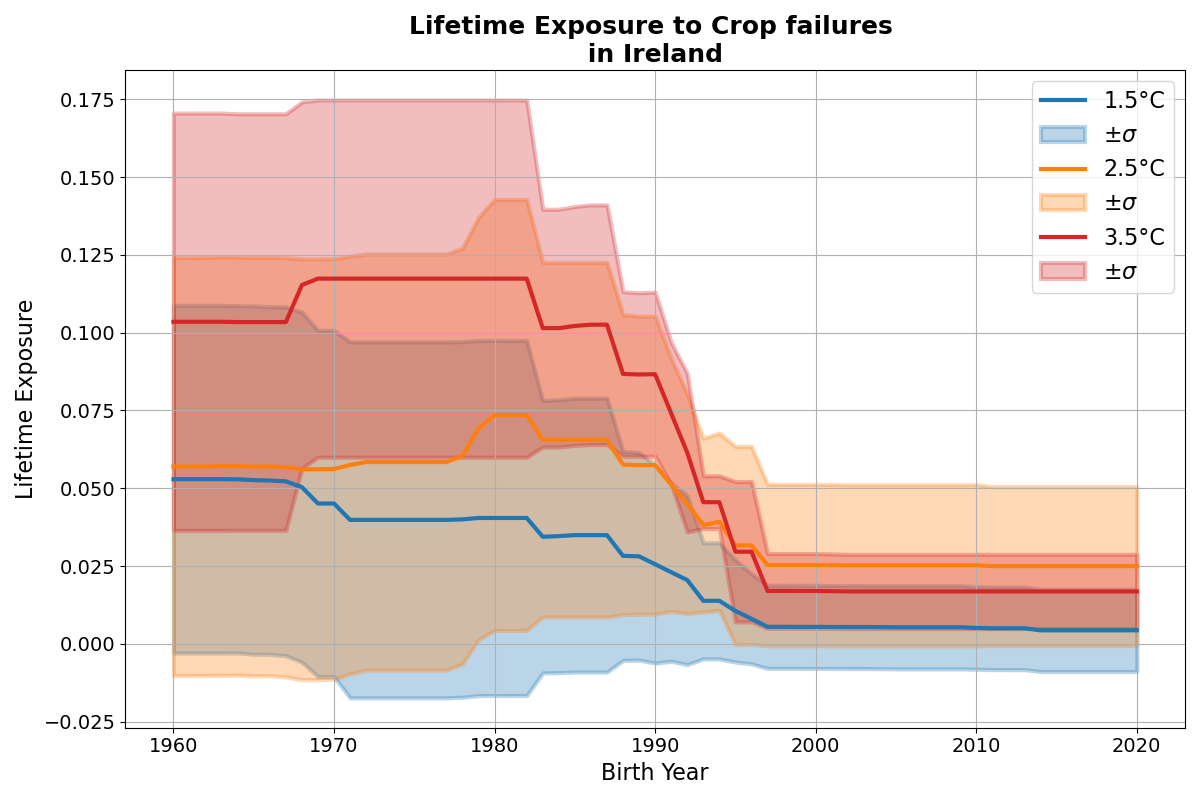 Lifetime Exposure to Crop failures
in Ireland
Lifetime Exposure
0.175
0.150
0.125
0.100
0.075
0.050
0.025
0.000
−0.025
1960
1970
1980
1990
2000
2010
2020
Birth Year
1.5°C
±σ
2.5°C
±σ
3.5°C
±σ